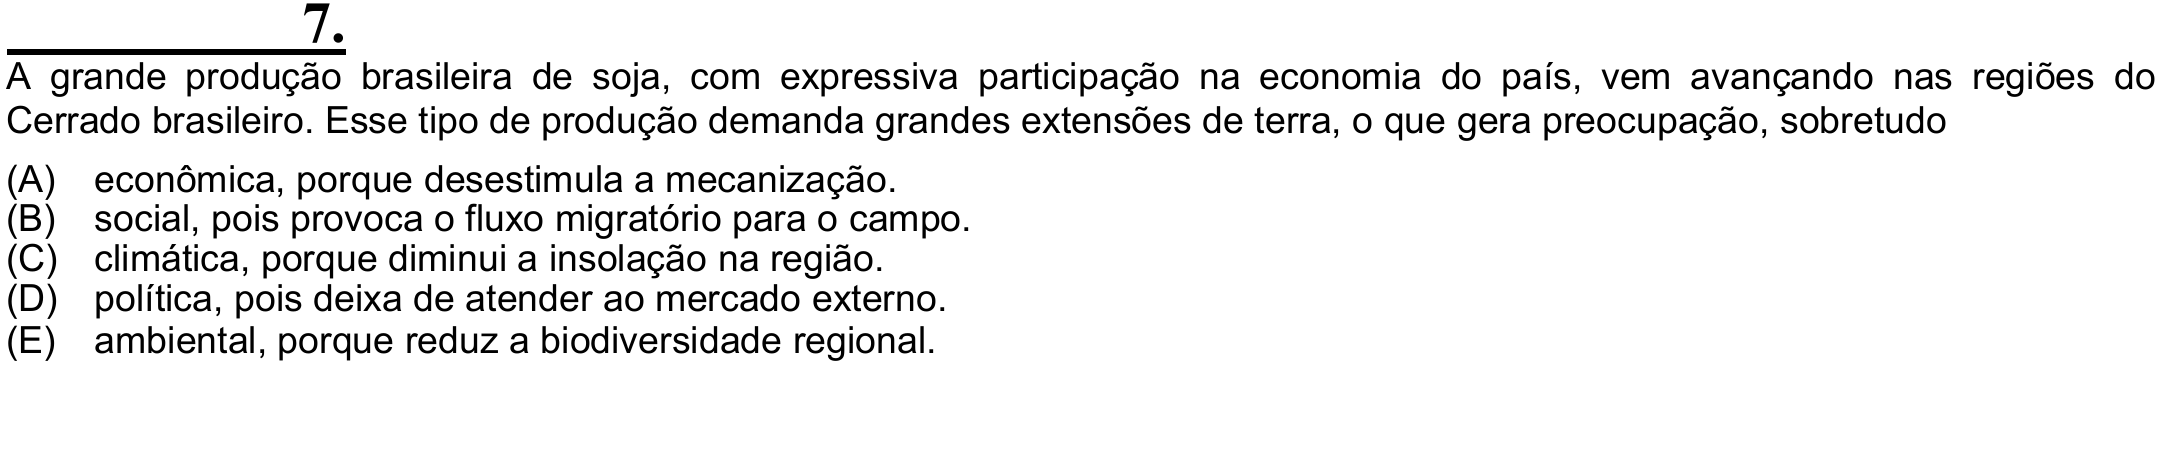 7.
A grande produção brasileira de soja, com expressiva participação na economia do país, vem avançando nas regiões do
Cerrado brasileiro. Esse tipo de produção demanda grandes extensões de terra, o que gera preocupação, sobretudo
(A) econômica, porque desestimula a mecanização.
(B) social, pois provoca o fluxo migratório para o campo.
(C) climática, porque diminui a insolação na região.
(D) política, pois deixa de atender ao mercado externo.
(E) ambiental, porque reduz a biodiversidade regional.